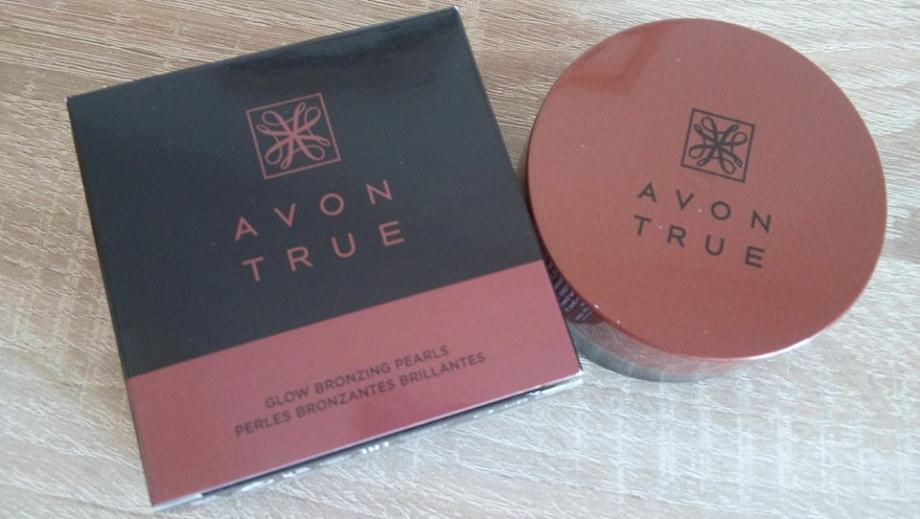 AVON
TRUE
GLOW BRONZING PEARLS
PERLES BRONZANTES BRILLANTES
AVON
TRUE